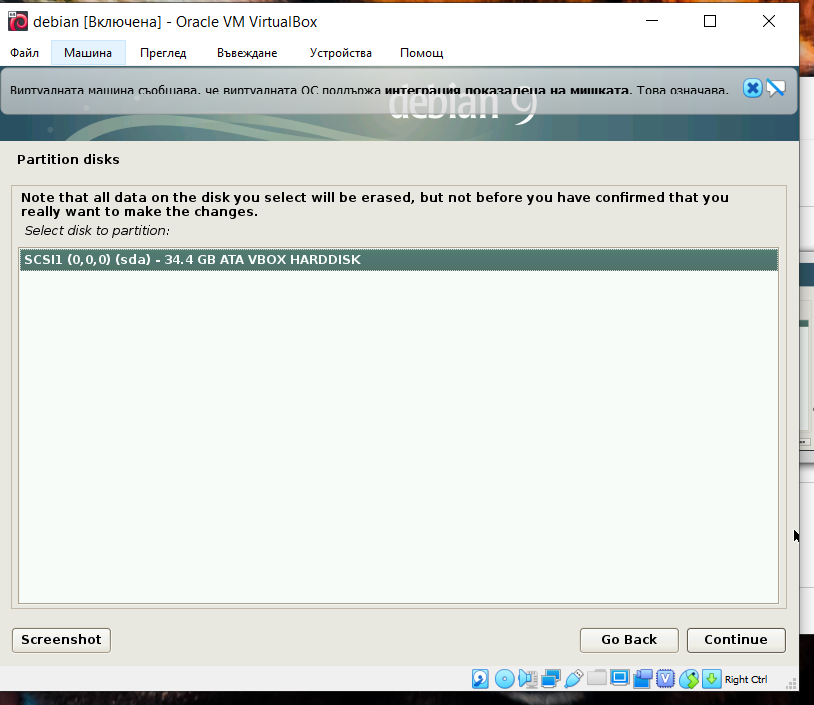 debian [Включена] - Oracle VM VirtualBox
Файл Машина Преглед Въвеждане Устройства Помощ
Виртуалната машина съобщава, че виртуалната ОС поддържа интеграция показалеца на мишката. Това означава,
debian 9
Partition disks
Note that all data on the disk you select will be erased, but not before you have confirmed that you
really want to make the changes.
Select disk to partition:
SCSI1 (0,0,0) (sda) - 34.4 GB ATA VBOX HARDDISK
Screenshot Go Back Continue
Right Ctrl